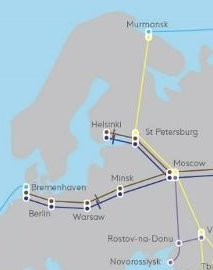 Murmansk
Helsinki
St Petersburg
Minsk
Moscow
Bremenhaven
Berlin
Warsaw
Rostov-na-Donu
Novorossiysk